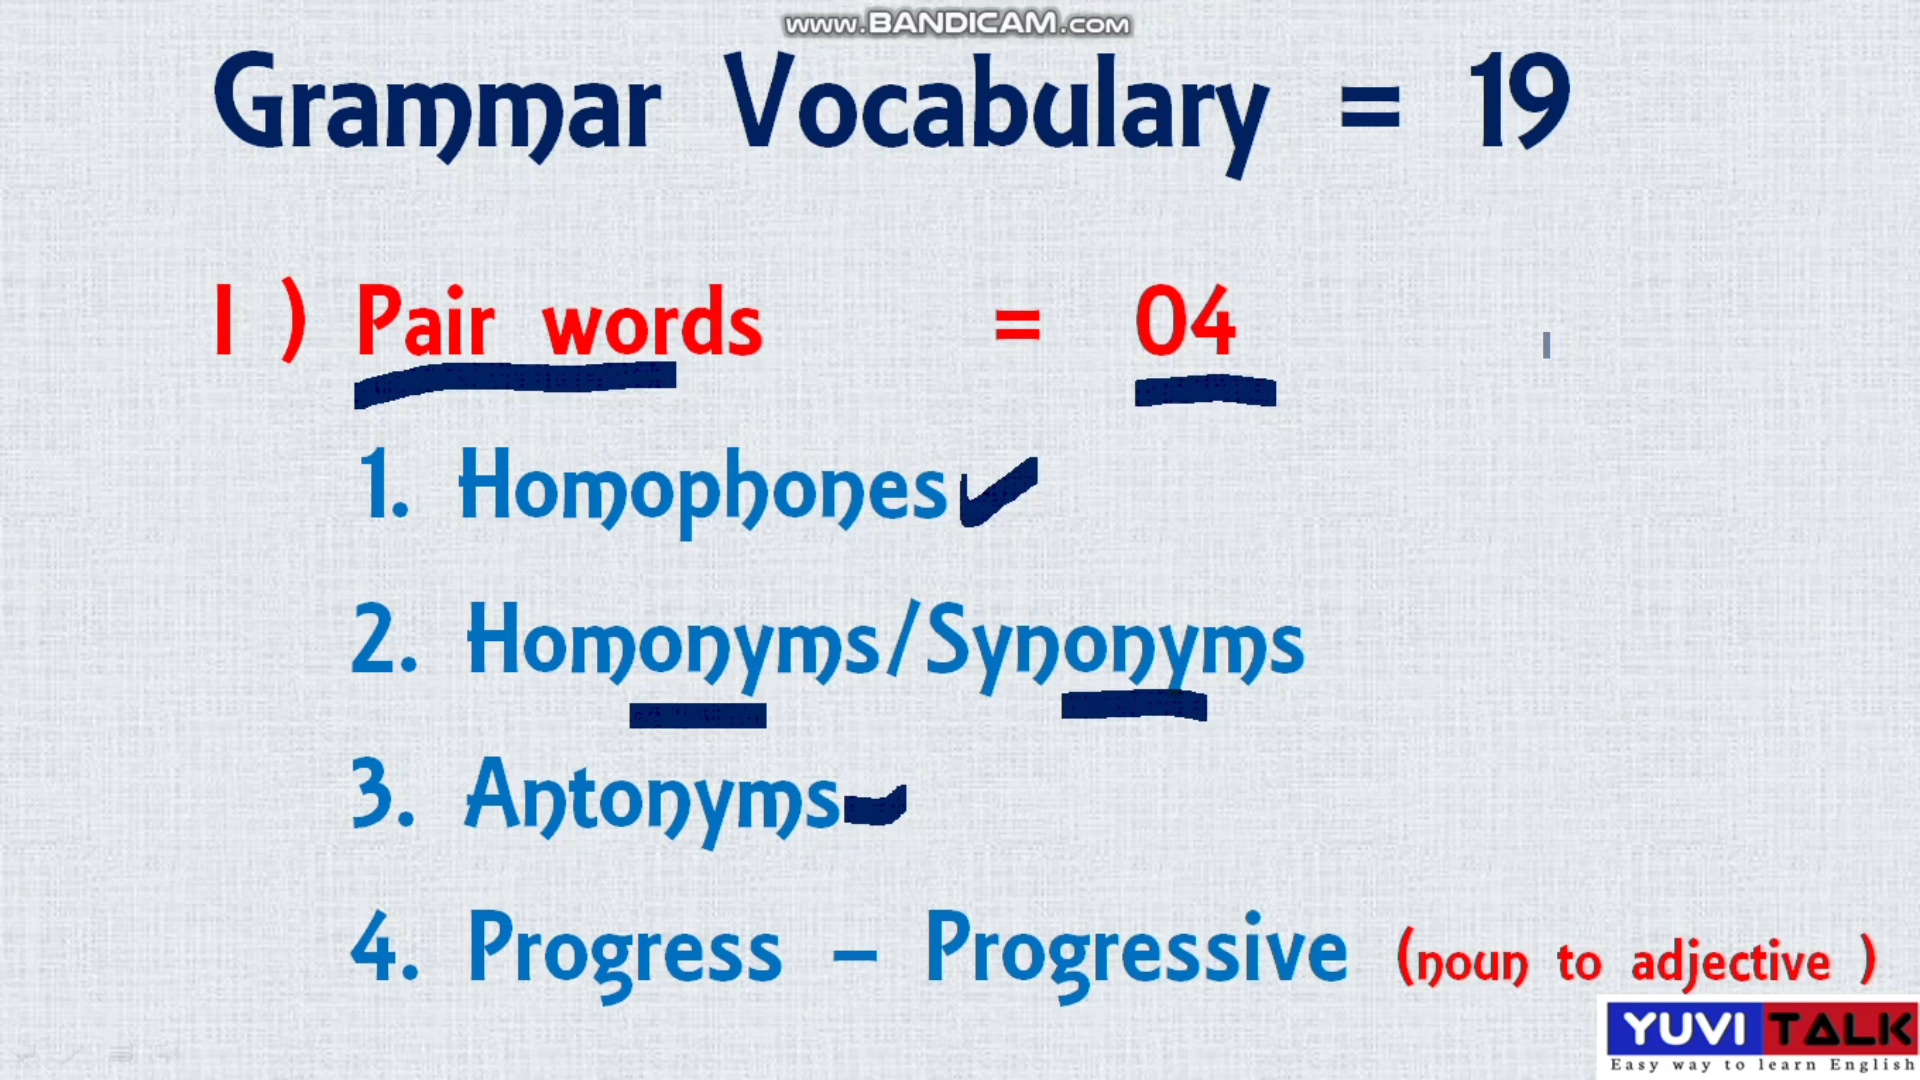 www.BANDICAM.com
Grammar Vocabulary = 19
I ) Pair words = 04
1. Homophones
2. Homonyms/Synonyms
3. Antonyms
4. Progress – Progressive (noun to adjective )
YUVI TALK
Easy way to learn English